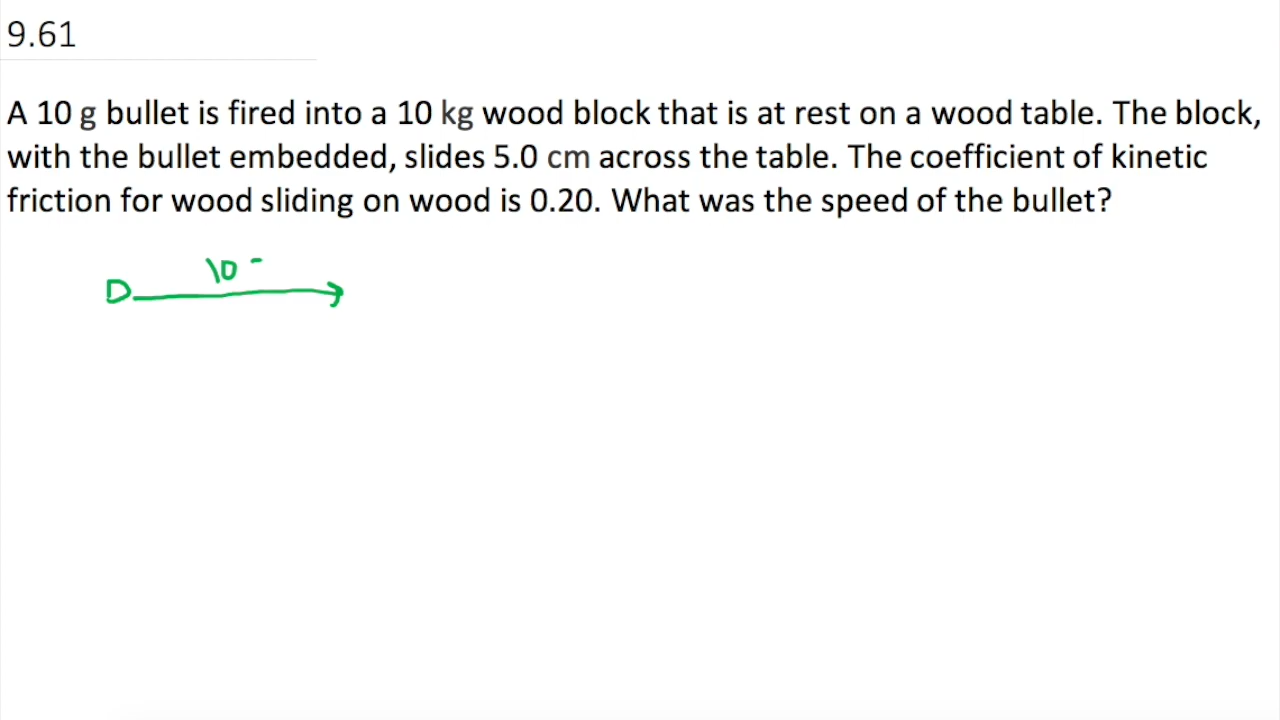 9.61
A 10 g bullet is fired into a 10 kg wood block that is at rest on a wood table. The block,
with the bullet embedded, slides 5.0 cm across the table. The coefficient of kinetic
friction for wood sliding on wood is 0.20. What was the speed of the bullet?
10 -